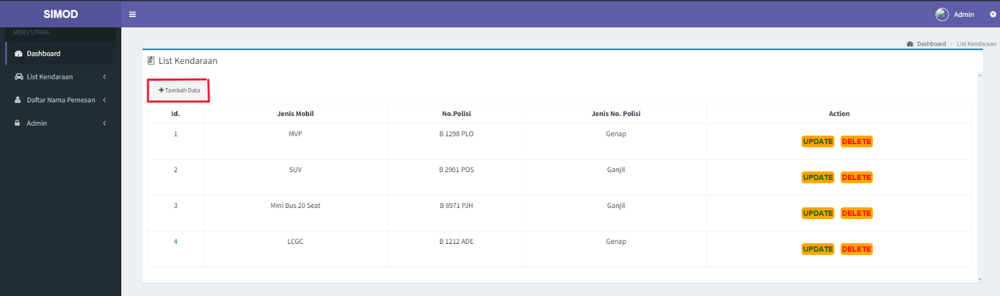 SIMOD
Admin
MENU UTAMA
Dashboard
List Kendaraan
Daftar Nama Pemesan
Admin
Dashboard > List Kendaraan
List Kendaraan
+ Tambah Data
Id. Jenis Mobil No.Polisi Jenis No. Polisi Action
1 MVP B 1298 PLO Genap UPDATE DELETE
2 SUV B 2901 POS Ganjil UPDATE DELETE
3 Mini Bus 20 Seat B 8971 PJH Ganjil UPDATE DELETE
4 LCGC B 1212 ADE Genap UPDATE DELETE